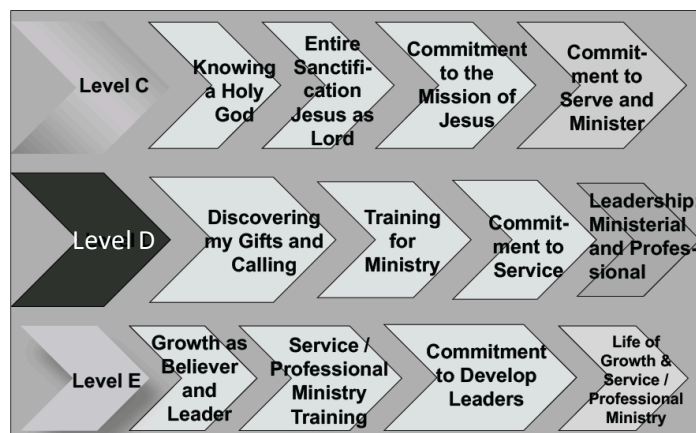 Level C
Knowing
a Holy
God
Entire
Sanctifi-
cation
Jesus as
Lord
Commitment
to the
Mission of
Jesus
Commit-
ment to
Serve and
Minister
Level D
Discovering
my Gifts and
Calling
Training
for
Ministry
Commit-
ment to
Service
Leadership
Ministerial
and Profes-
sional
Level E
Growth as
Believer
and
Leader
Service /
Professional
Ministry
Training
Commitment
to Develop
Leaders
Life of
Growth &
Service /
Professional
Ministry